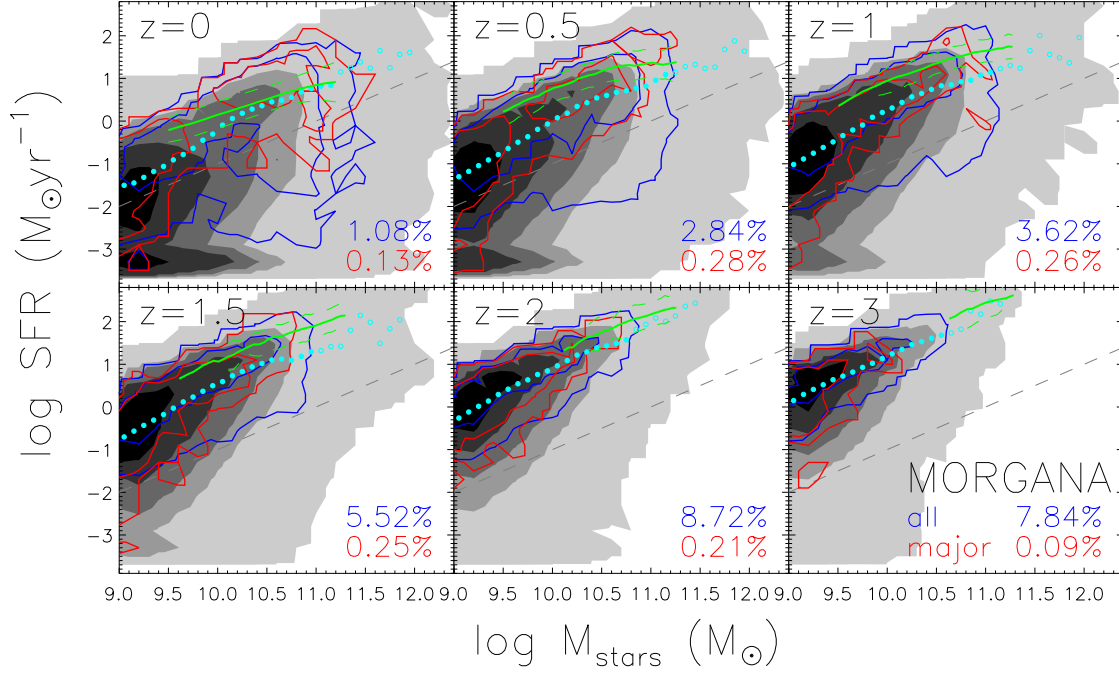 z=0
z=0.5
z=1
2
1
0
−1
−2
−3
1.08%
0.13%
2.84%
0.28%
3.62%
0.26%
log SFR (M⊙yr−1)
z=1.5
z=2
z=3
2
1
0
−1
−2
−3
5.52%
0.25%
8.72%
0.21%
MORGANA
all 7.84%
major 0.09%
9.0 9.5 10.0 10.5 11.0 11.5 12.0
9.0 9.5 10.0 10.5 11.0 11.5 12.0
9.0 9.5 10.0 10.5 11.0 11.5 12.0
log Mstars (M⊙)